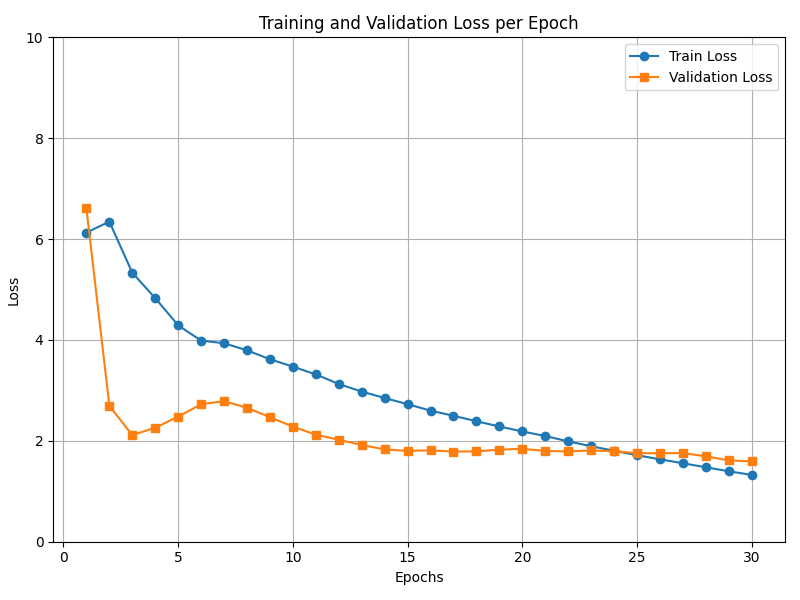 Training and Validation Loss per Epoch
Train Loss
Validation Loss
Loss
10
8
6
4
2
0
0 5 10 15 20 25 30
Epochs